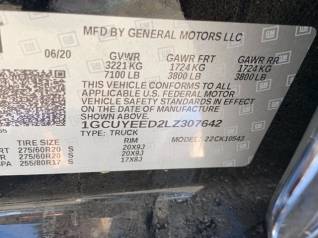 MFD BY GENERAL MOTORS LLC
06/20 GVWR GAWR FRT GAWR RR
3221 KG 1724 KG 1724 KG
7100 LB 3800 LB 3800 LB
THIS VEHICLE CONFORMS TO ALL
APPLICABLE U.S. FEDERAL MOTOR VEHICLE
SAFETY STANDARDS IN EFFECT ON THE
DATE OF MANUFACTURE SHOWN ABOVE.
1GCUYEED2LZ307642
TYPE: TRUCK MODEL: 22CK10543
TIRE SIZE RIM
275/60R20 S 20X9J
275/60R20 S 20X9J
255/80R17 S 17X8J